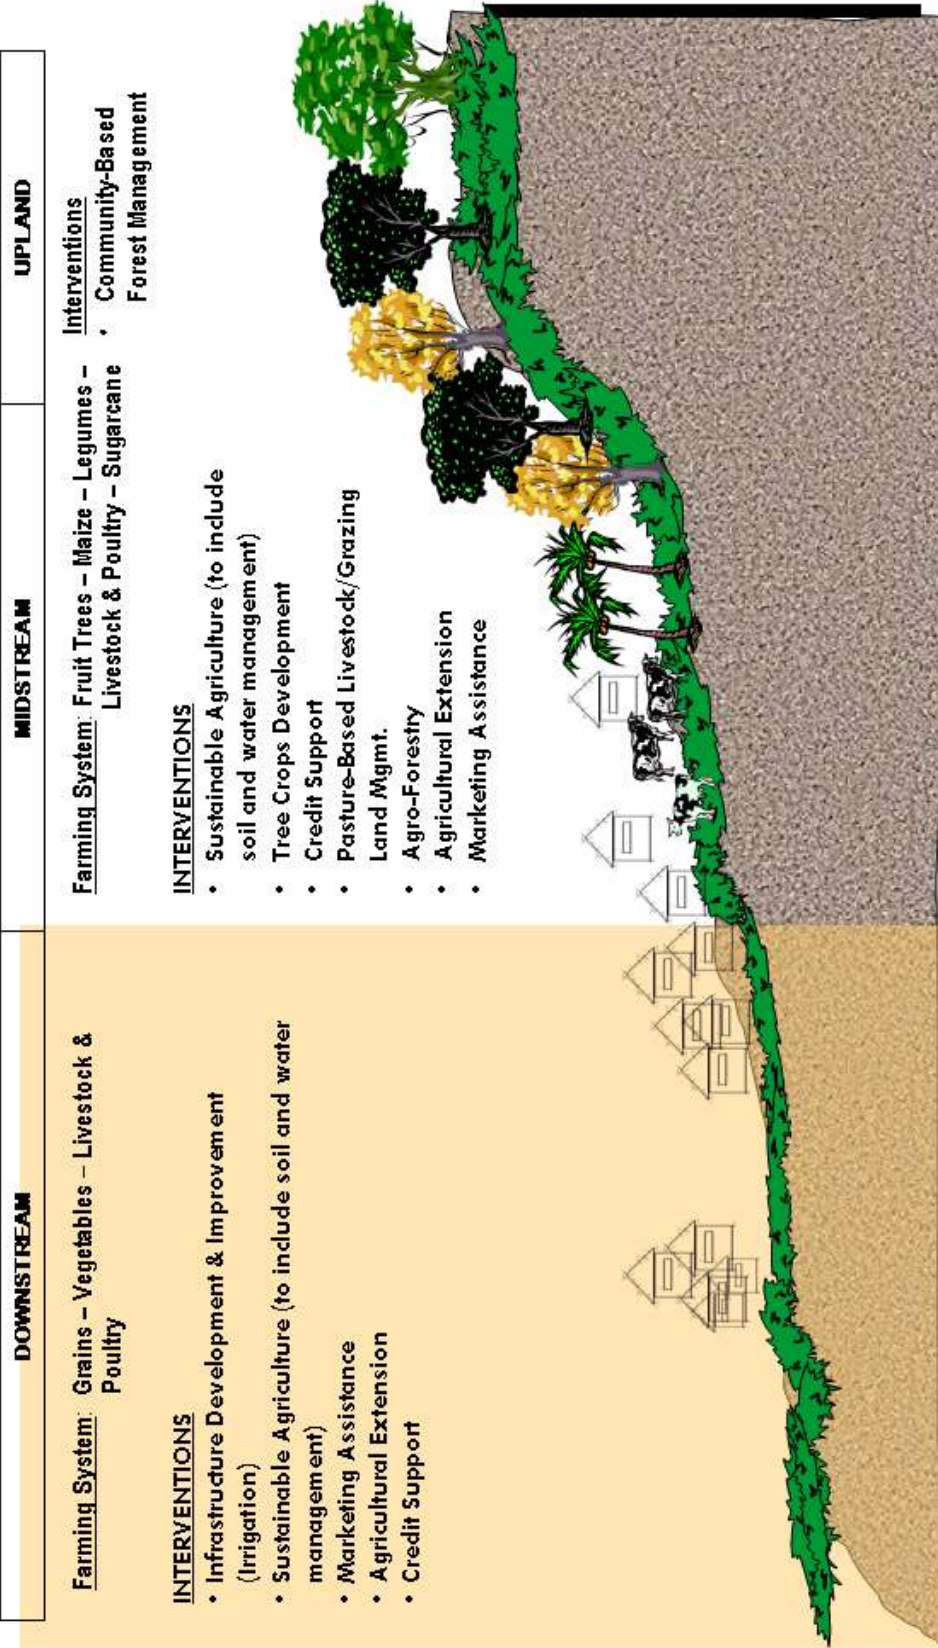 DOWNSTREAM
MIDSTREAM
UPLAND
Farming System: Grains – Vegetables – Livestock &
Poultry
INTERVENTIONS
• Infrastructure Development & Improvement
(Irrigation)
• Sustainable Agriculture (to include soil and water
management)
• Marketing Assistance
• Agricultural Extension
• Credit Support
Farming System: Fruit Trees – Maize – Legumes –
Livestock & Poultry – Sugarcane
INTERVENTIONS
• Sustainable Agriculture (to include
soil and water management)
• Tree Crops Development
• Credit Support
• Pasture-Based Livestock/Grazing
Land Mgmt.
• Agro-Forestry
• Agricultural Extension
• Marketing Assistance
Interventions
• Community-Based
Forest Management